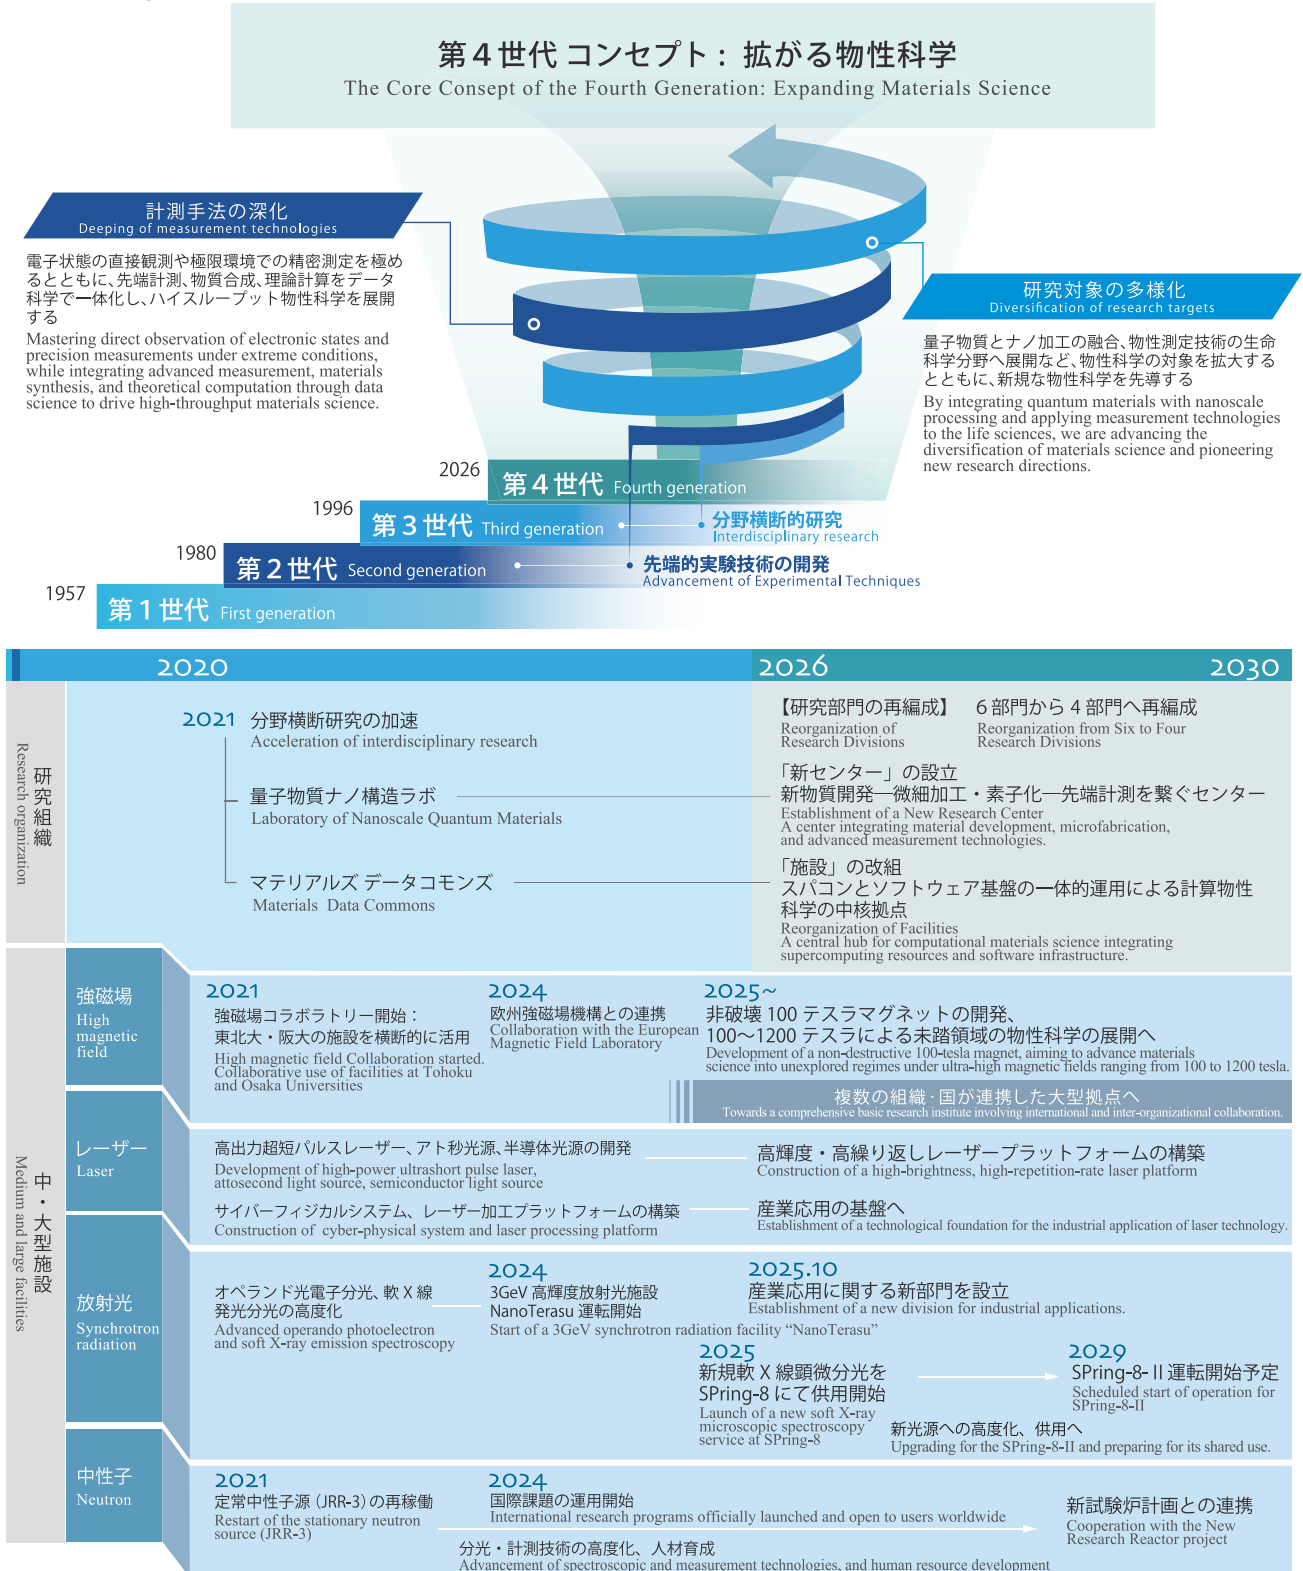 第４世代 コンセプト： 拡がる物性科学
The Core Consept of the Fourth Generation: Expanding Materials Science
計測手法の深化
Deeping of measurement technologies
電子状態の直接観測や極限環境での精密測定を極め
るとともに、先端計測、物質合成、理論計算をデータ
科学で一体化し、ハイスループット物性科学を展開
する
Mastering direct observation of electronic states and
precision measurements under extreme conditions,
while integrating advanced measurement, materials
synthesis, and theoretical computation through data
science to drive high-throughput materials science.
研究対象の多様化
Diversification of research targets
量子物質とナノ加工の融合、物性測定技術の生命
科学分野へ展開など、物性科学の対象を拡大する
とともに、新規な物性科学を先導する
By integrating quantum materials with nanoscale
processing and applying measurement technologies
to the life sciences, we are advancing the
diversification of materials science and pioneering
new research directions.
2026
第４世代 Fourth generation
1996
第３世代 Third generation
分野横断的研究
Interdisciplinary research
1980
第２世代 Second generation
先端的実験技術の開発
Advancement of Experimental Techniques
1957
第１世代 First generation
2020
2026
2030
研究組織
Research organization
2021 分野横断研究の加速
Acceleration of interdisciplinary research
量子物質ナノ構造ラボ
Laboratory of Nanoscale Quantum Materials
マテリアルズ データコモンズ
Materials Data Commons
【研究部門の再編成】 ６部門から４部門へ再編成
Reorganization of
Research Divisions
Reorganization from Six to Four
Research Divisions
「新センター」の設立
新物質開発―微細加工・素子化―先端計測を繋ぐセンター
Establishment of a New Research Center
A center integrating material development, microfabrication,
and advanced measurement technologies.
「施設」の改組
スパコンとソフトウェア基盤の一体的運用による計算物性
科学の中核拠点
Reorganization of Facilities
A central hub for computational materials science integrating
supercomputing resources and software infrastructure.
中・大型施設
Medium and large facilities
強磁場
High
magnetic
field
2021
強磁場コラボラトリー開始：
東北大・阪大の施設を横断的に活用
High magnetic field Collaboration started.
Collaborative use of facilities at Tohoku
and Osaka Universities
2024
欧州強磁場機構との連携
Collaboration with the European
Magnetic Field Laboratory
2025~
非破壊 100 テスラマグネットの開発、
100～1200 テスラによる未踏領域の物性科学の展開へ
Development of a non-destructive 100-tesla magnet, aiming to advance materials
science into unexplored regimes under ultra-high magnetic fields ranging from 100 to 1200 tesla.
複数の組織・国が連携した大型拠点へ
Towards a comprehensive basic research institute involving international and inter-organizational collaboration.
レーザー
Laser
高出力超短パルスレーザー、アト秒光源、半導体光源の開発
Development of high-power ultrashort pulse laser,
attosecond light source, semiconductor light source
高輝度・高繰り返しレーザープラットフォームの構築
Construction of a high-brightness, high-repetition-rate laser platform
サイバーフィジカルシステム、レーザー加工プラットフォームの構築
Construction of cyber-physical system and laser processing platform
産業応用の基盤へ
Establishment of a technological foundation for the industrial application of laser technology.
放射光
Synchrotron
radiation
オペランド光電子分光、軟 X 線
発光分光の高度化
Advanced operando photoelectron
and soft X-ray emission spectroscopy
2024
3GeV 高輝度放射光施設
NanoTerasu 運転開始
Start of a 3GeV synchrotron radiation facility “NanoTerasu”
2025.10
産業応用に関する新部門を設立
Establishment of a new division for industrial applications.
2025
新規軟 X 線顕微分光を
SPring-8 にて供用開始
Launch of a new soft X-ray
microscopic spectroscopy
service at SPring-8
2029
SPring-8-II 運転開始予定
Scheduled start of operation for
SPring-8-II
新光源への高度化、供用へ
Upgrading for the SPring-8-II and preparing for its shared use.
中性子
Neutron
2021
定常中性子源（JRR-3）の再稼働
Restart of the stationary neutron
source (JRR-3)
2024
国際課題の運用開始
International research programs officially launched and open to users worldwide
新試験炉計画との連携
Cooperation with the New
Research Reactor project
分光・計測技術の高度化、人材育成
Advancement of spectroscopic and measurement technologies, and human resource development